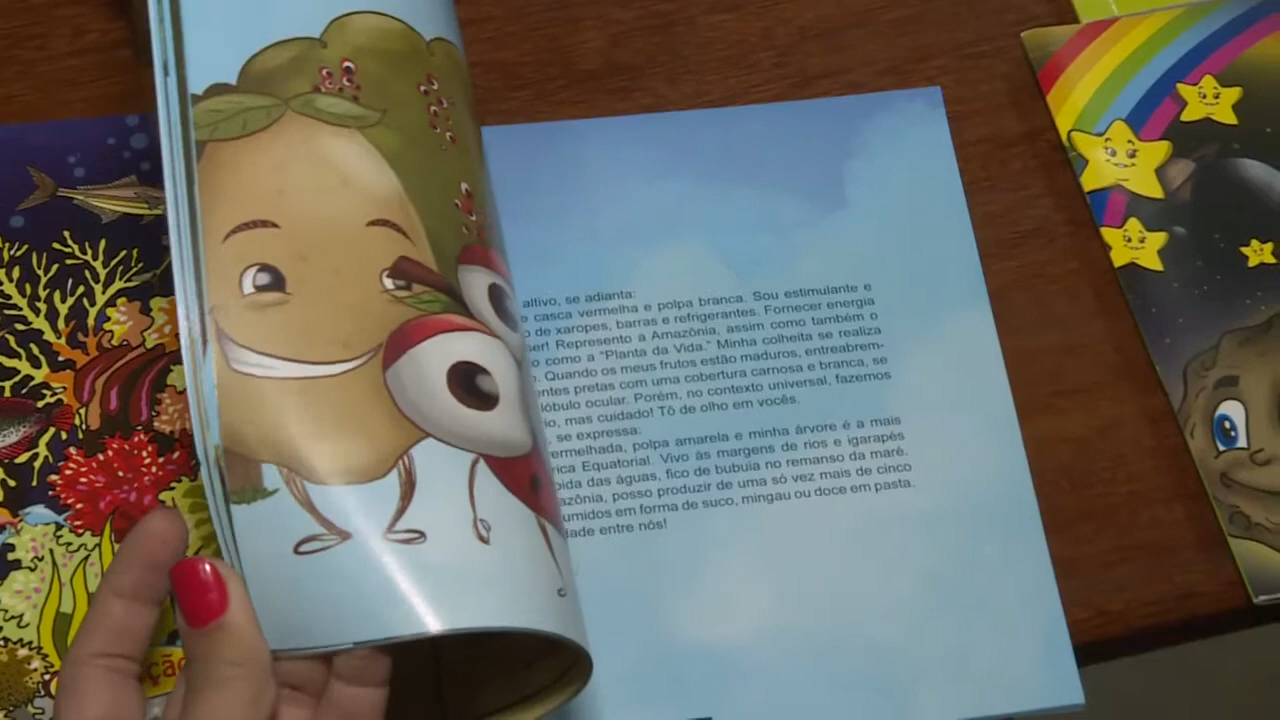 altivo, se adianta:
casca vermelha e polpa branca. Sou estimulante e
de xaropes, barras e refrigerantes. Fornecer energia
ser! Represento a Amazônia, assim como também o
como a "Planta da Vida." Minha colheita se realiza
Quando os meus frutos estão maduros, entreabrem-
entes pretas com uma cobertura carnosa e branca, se
lóbulo ocular. Porém, no contexto universal, fazemos
io, mas cuidado! Tô de olho em vocês.
, se expressa:
ermelhada, polpa amarela e minha árvore é a mais
rica Equatorial. Vivo às margens de rios e igarapés
bida das águas, fico de bubuia no remanso da maré.
azônia, posso produzir de uma só vez mais de cinco
umidos em forma de suco, mingau ou doce em pasta.
dade entre nós!